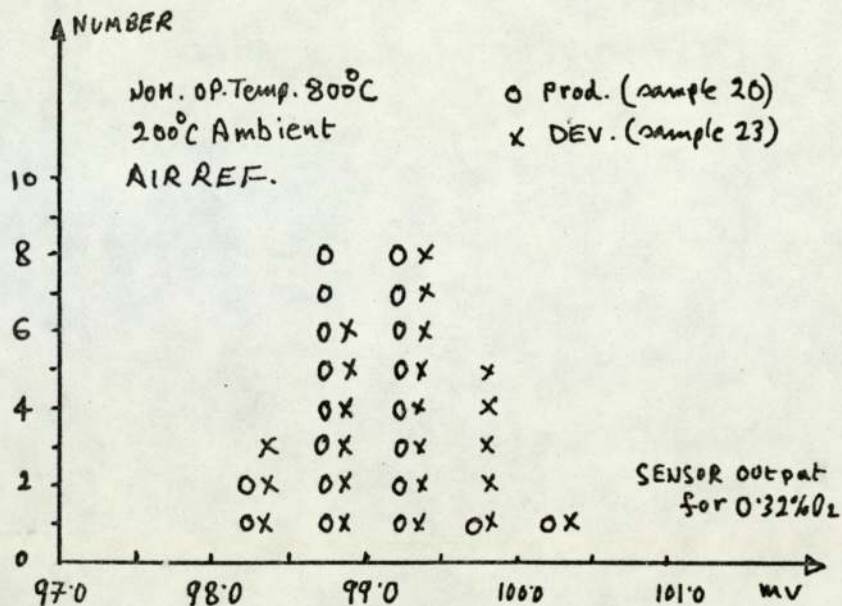 NUMBER
NOM. OP. Temp. 800°C
200°C Ambient
AIR REF.
o Prod. (sample 20)
x DEV. (sample 23)
10
8
6
4
2
0
SENSOR OUtput
for 0.32%O₂
97.0 98.0 99.0 100.0 101.0 mv